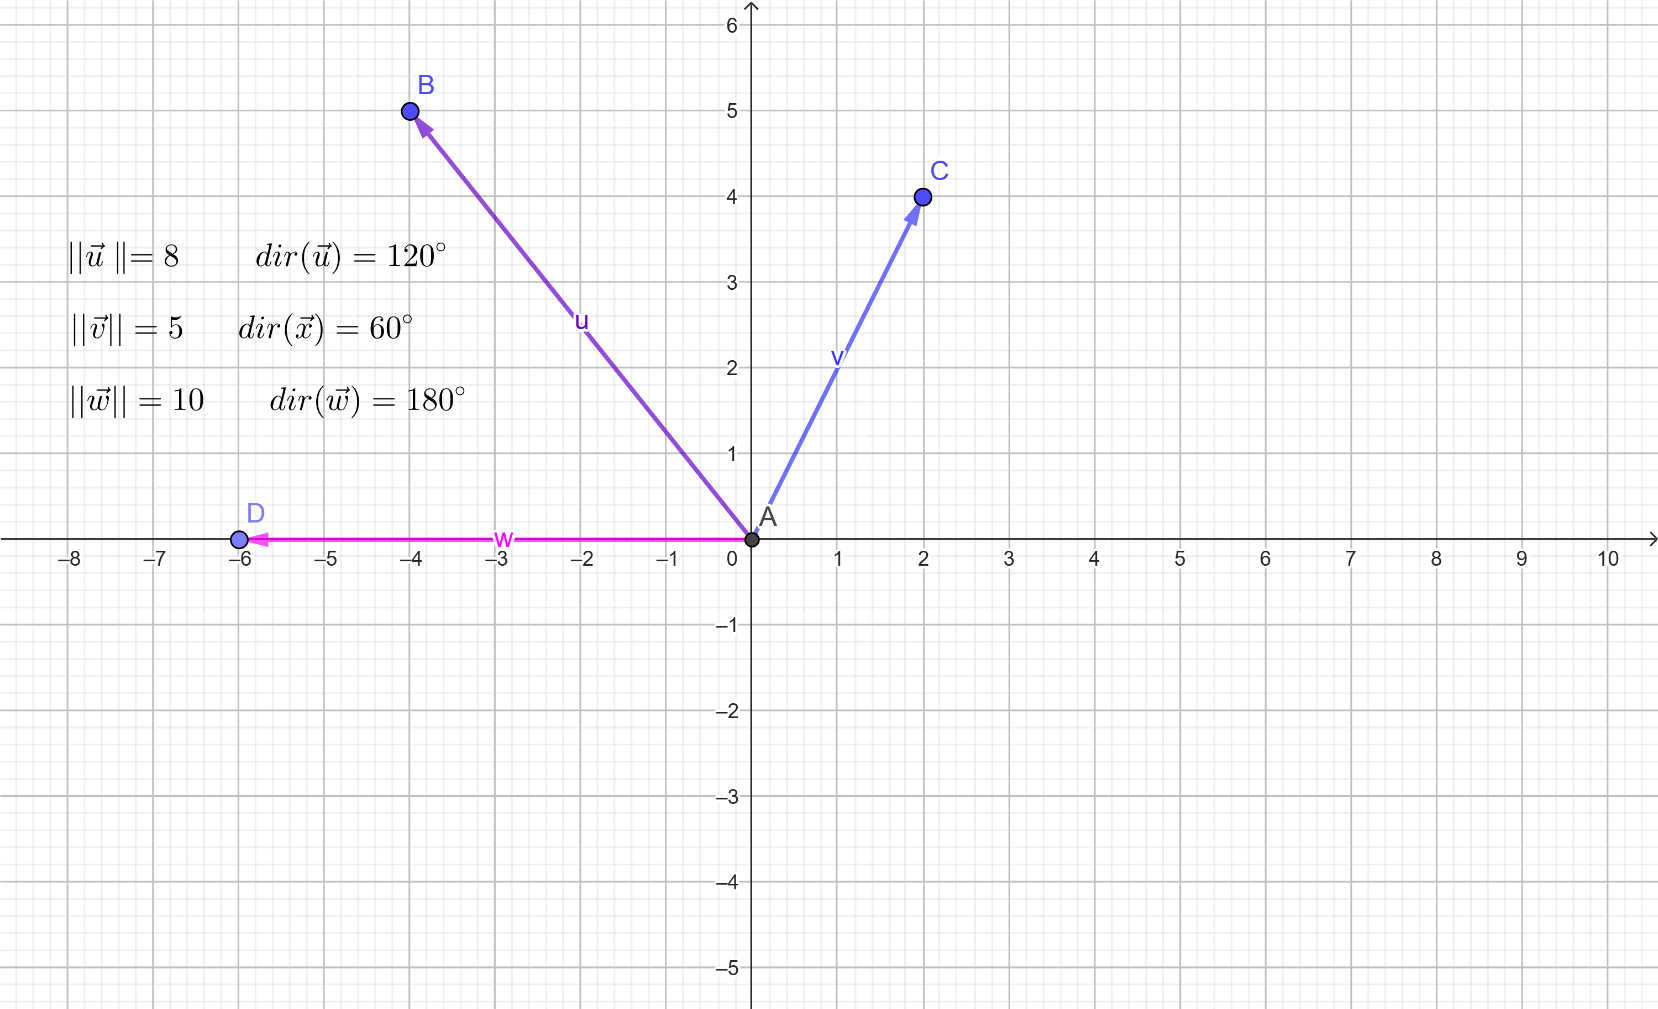 6
B
5
C
4
||u⃗ ||= 8 dir(u⃗) = 120°
3
u
||v⃗|| = 5 dir(x⃗) = 60°
v
2
||w⃗|| = 10 dir(w⃗) = 180°
1
D A
w
–8 –7 –6 –5 –4 –3 –2 –1 0 1 2 3 4 5 6 7 8 9 10
–1
–2
–3
–4
–5